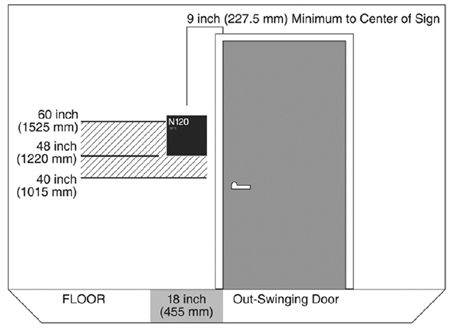 9 inch (227.5 mm) Minimum to Center of Sign
60 inch
(1525 mm)
N120
48 inch
(1220 mm)
40 inch
(1015 mm)
FLOOR
18 inch
(455 mm)
Out-Swinging Door